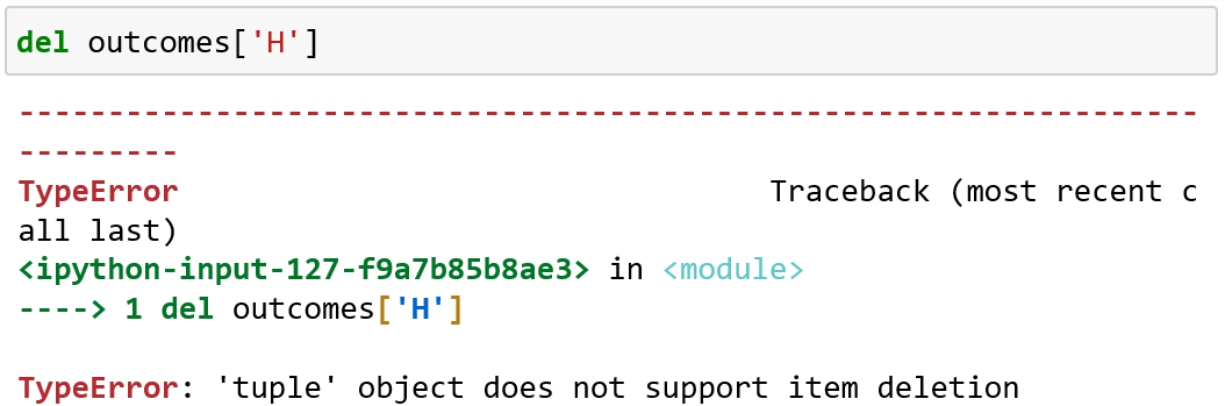 del outcomes['H']
---------------------------------------------------------------------------
TypeError                                 Traceback (most recent c
all last)
<ipython-input-127-f9a7b85b8ae3> in <module>
----> 1 del outcomes['H']
TypeError: 'tuple' object does not support item deletion